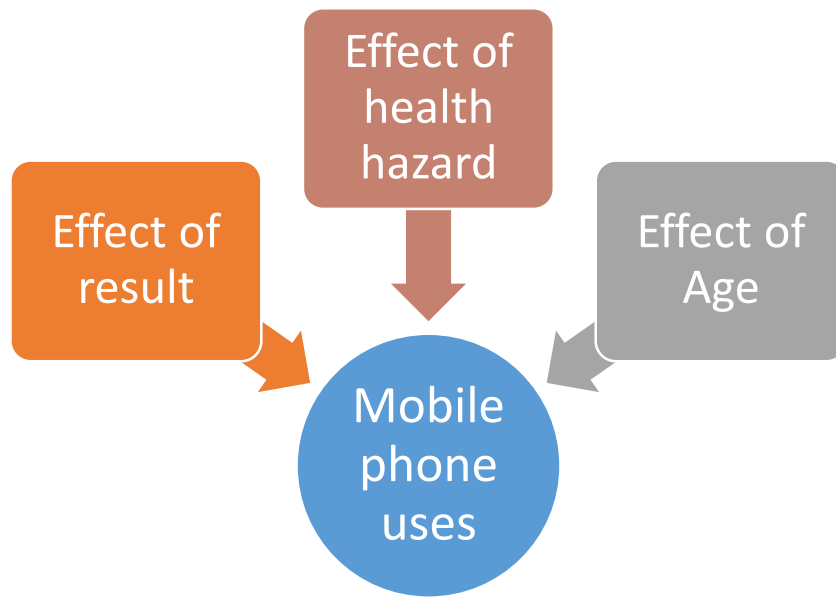 Effect of
health
hazard
Effect of
result
Effect of
Age
Mobile
phone
uses